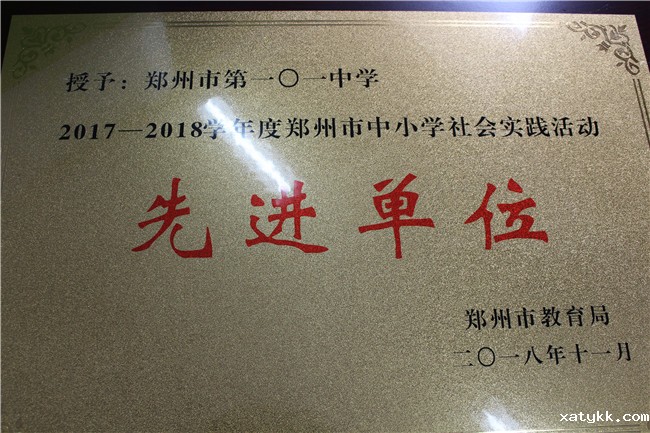 授予：郑州市第一〇一中学
2017—2018学年度郑州市中小学社会实践活动
先进单位
郑州市教育局
二〇一八年十一月
xatykk.com